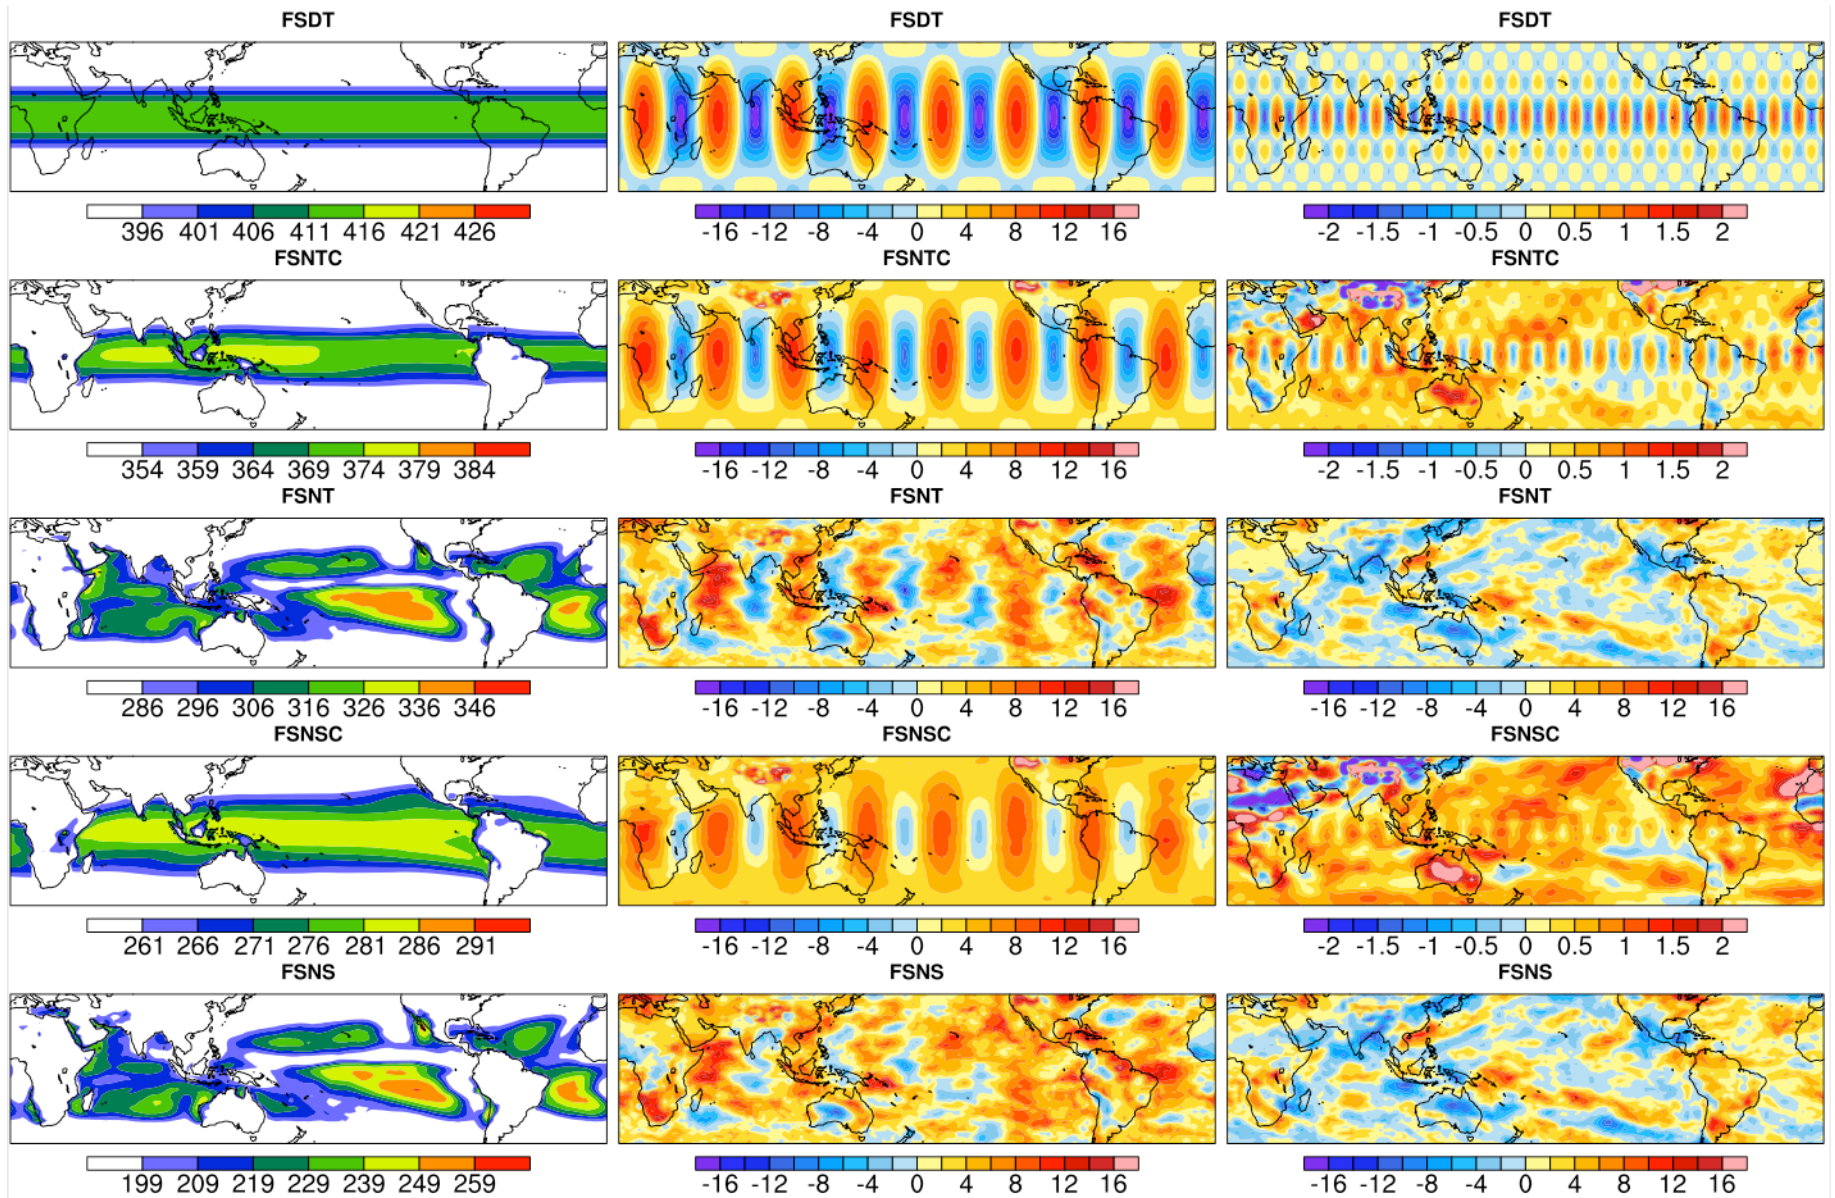 FSDT FSDT FSDT
396 401 406 411 416 421 426 -16 -12 -8 -4 0 4 8 12 16 -2 -1.5 -1 -0.5 0 0.5 1 1.5 2
FSNTC FSNTC FSNTC
354 359 364 369 374 379 384 -16 -12 -8 -4 0 4 8 12 16 -2 -1.5 -1 -0.5 0 0.5 1 1.5 2
FSNT FSNT FSNT
286 296 306 316 326 336 346 -16 -12 -8 -4 0 4 8 12 16 -16 -12 -8 -4 0 4 8 12 16
FSNSC FSNSC FSNSC
261 266 271 276 281 286 291 -16 -12 -8 -4 0 4 8 12 16 -2 -1.5 -1 -0.5 0 0.5 1 1.5 2
FSNS FSNS FSNS
199 209 219 229 239 249 259 -16 -12 -8 -4 0 4 8 12 16 -16 -12 -8 -4 0 4 8 12 16